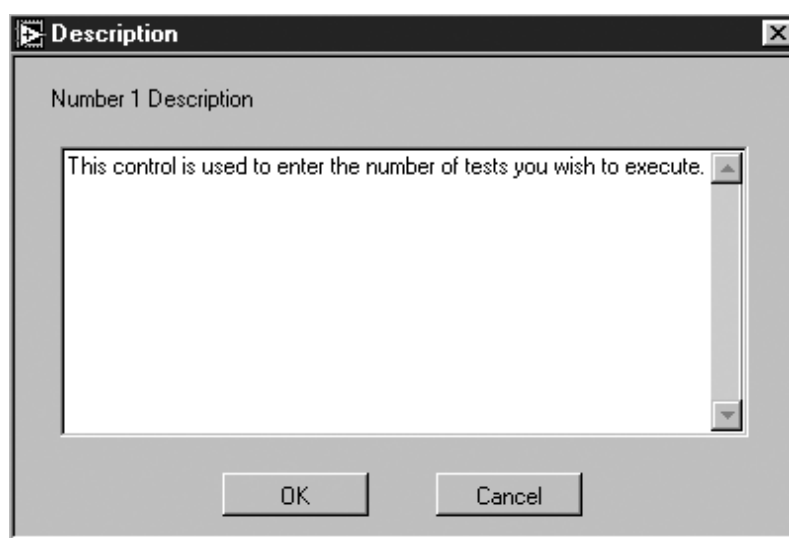 Description
Number 1 Description
This control is used to enter the number of tests you wish to execute.
OK
Cancel